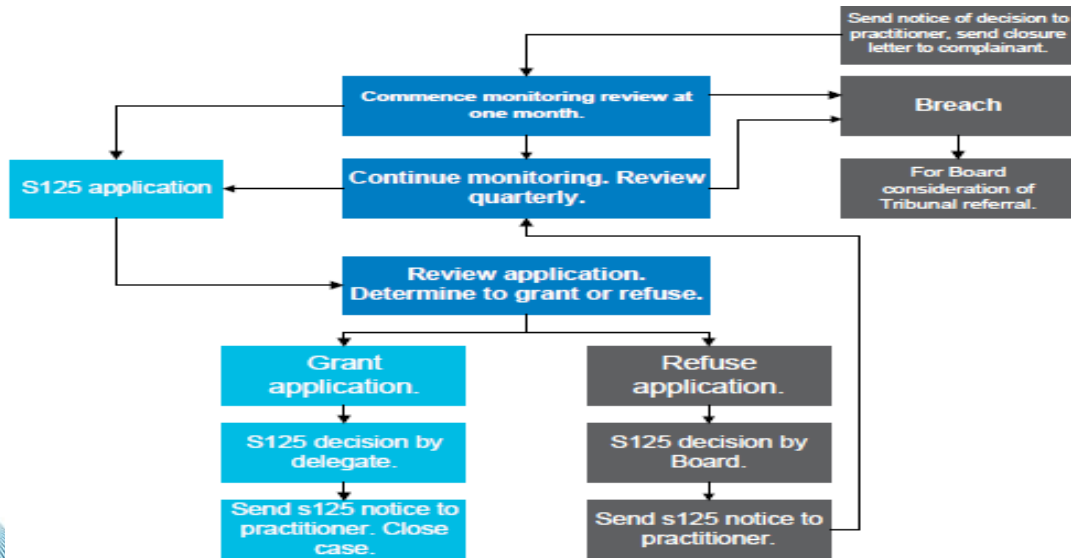 Send notice of decision to
practitioner, send closure
letter to complainant.
Commence monitoring review at
one month.
Breach
S125 application
Continue monitoring. Review
quarterly.
For Board
consideration of
Tribunal referral.
Review application.
Determine to grant or refuse.
Grant
application.
Refuse
application.
S125 decision by
delegate.
S125 decision by
Board.
Send s125 notice to
practitioner. Close
case.
Send s125 notice to
practitioner.